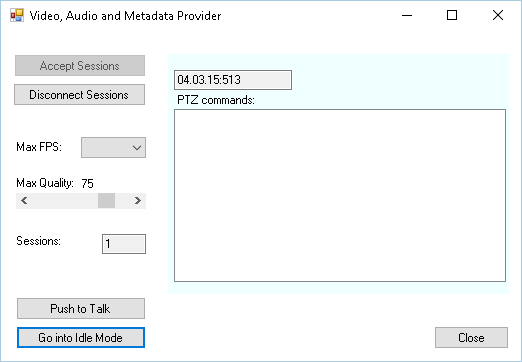 Video, Audio and Metadata Provider
Accept Sessions
Disconnect Sessions
04.03.15:513
PTZ commands:
Max FPS:
Max Quality: 75
Sessions: 1
Push to Talk
Go into Idle Mode
Close